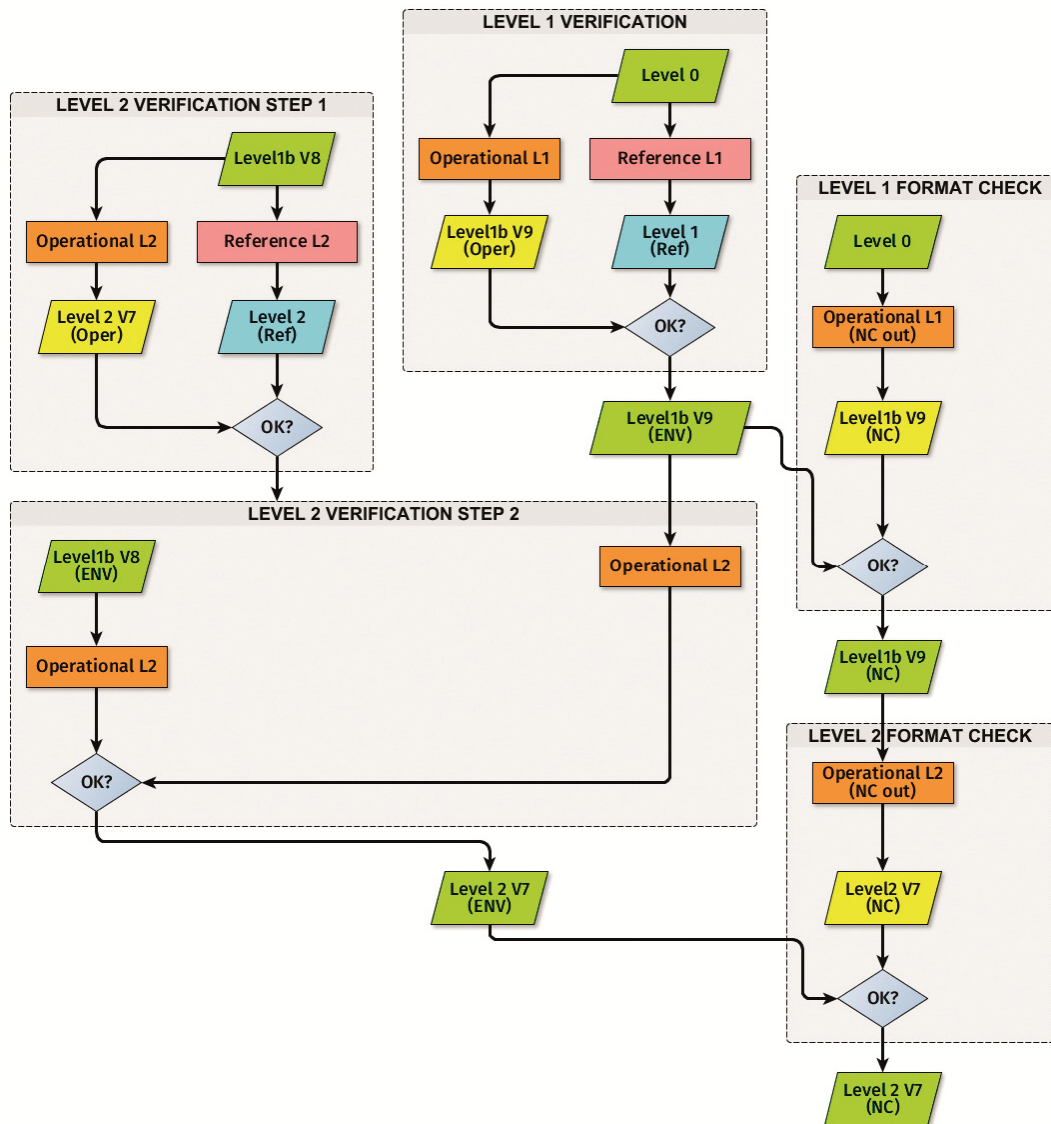 LEVEL 1 VERIFICATION
Level 0
Operational L1
Reference L1
Level1b V9
(Oper)
Level 1
(Ref)
OK?
LEVEL 2 VERIFICATION STEP 1
Level1b V8
Operational L2
Reference L2
Level 2 V7
(Oper)
Level 2
(Ref)
OK?
LEVEL 1 FORMAT CHECK
Level 0
Operational L1
(NC out)
Level1b V9
(NC)
OK?
Level1b V9
(ENV)
LEVEL 2 VERIFICATION STEP 2
Level1b V8
(ENV)
Operational L2
Operational L2
OK?
Level1b V9
(NC)
LEVEL 2 FORMAT CHECK
Operational L2
(NC out)
Level2 V7
(NC)
OK?
Level 2 V7
(ENV)
Level 2 V7
(NC)